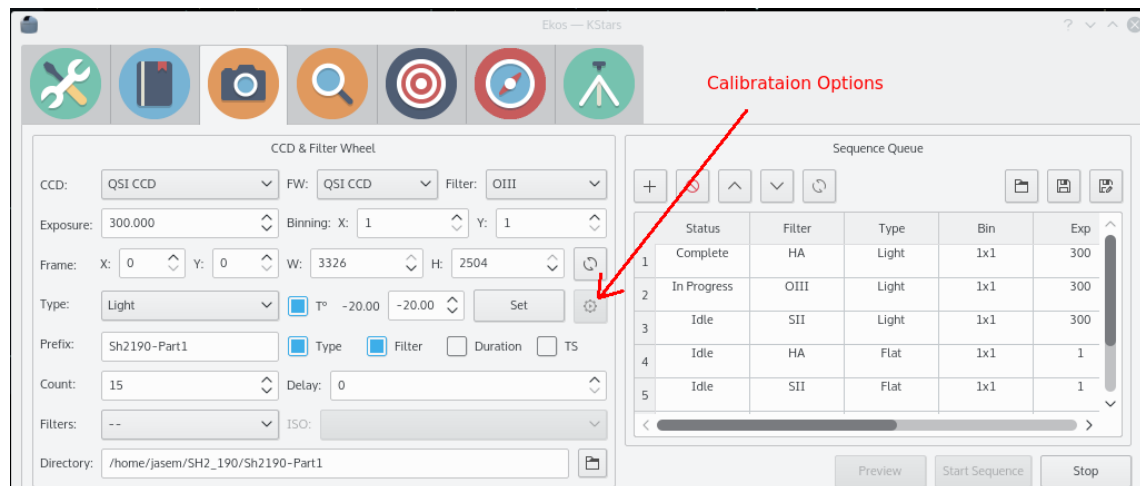 Ekos — KStars
Calibrataion Options
CCD & Filter Wheel
CCD: QSI CCD FW: QSI CCD Filter: OIII
Exposure: 300.000 Binning: X: 1 Y: 1
Frame: X: 0 Y: 0 W: 3326 H: 2504
Type: Light Tº -20.00 -20.00 Set
Prefix: Sh2190-Part1 Type Filter Duration TS
Count: 15 Delay: 0
Filters: -- ISO:
Directory: /home/jasem/SH2_190/Sh2190-Part1
Sequence Queue
Status Filter Type Bin Exp
1 Complete HA Light 1x1 300
2 In Progress OIII Light 1x1 300
3 Idle SII Light 1x1 300
4 Idle HA Flat 1x1 1
5 Idle SII Flat 1x1 1
Preview Start Sequence Stop